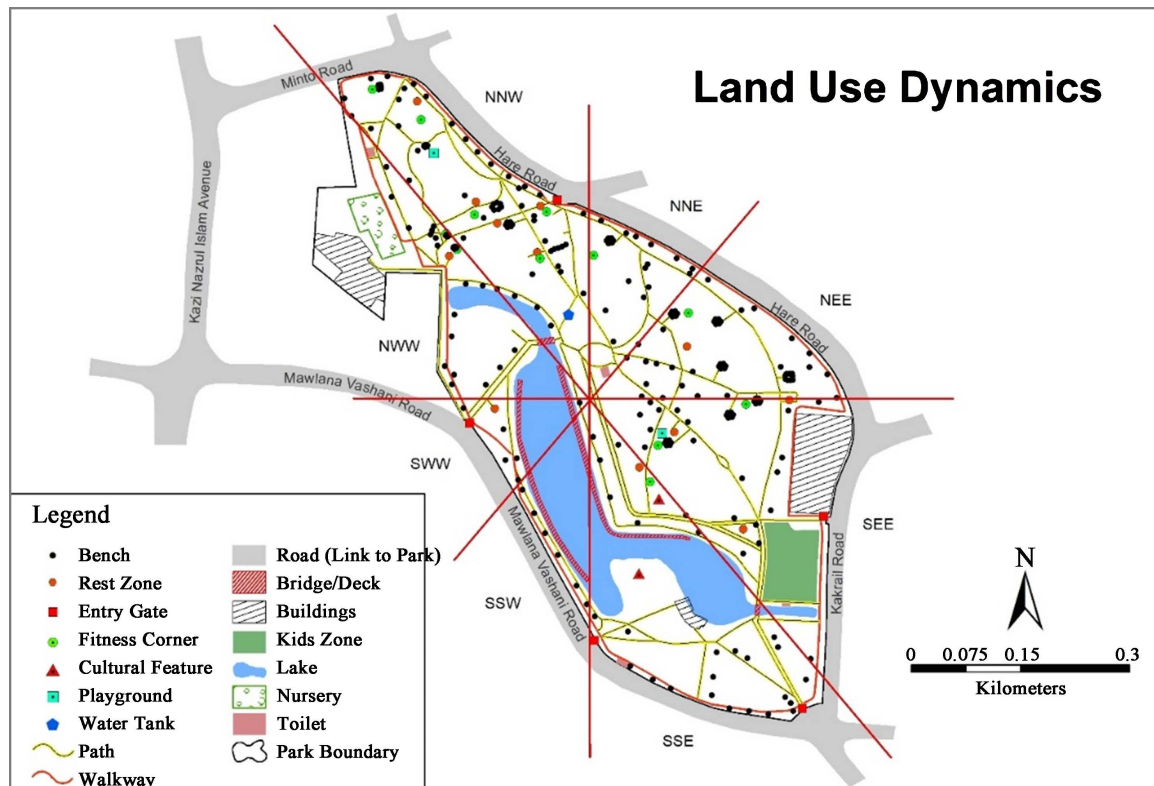 Land Use Dynamics
Minto Road
NNW
Hare Road
NNE
Kazi Nazrul Islam Avenue
NEE
Hare Road
NWW
Mawlana Vashani Road
SWW
SEE
Mawlana Vashani Road
Kakrail Road
SSW
SSE
N
0 0.075 0.15 0.3
Kilometers
Legend
Bench
Rest Zone
Entry Gate
Fitness Corner
Cultural Feature
Playground
Water Tank
Path
Walkway
Road (Link to Park)
Bridge/Deck
Buildings
Kids Zone
Lake
Nursery
Toilet
Park Boundary